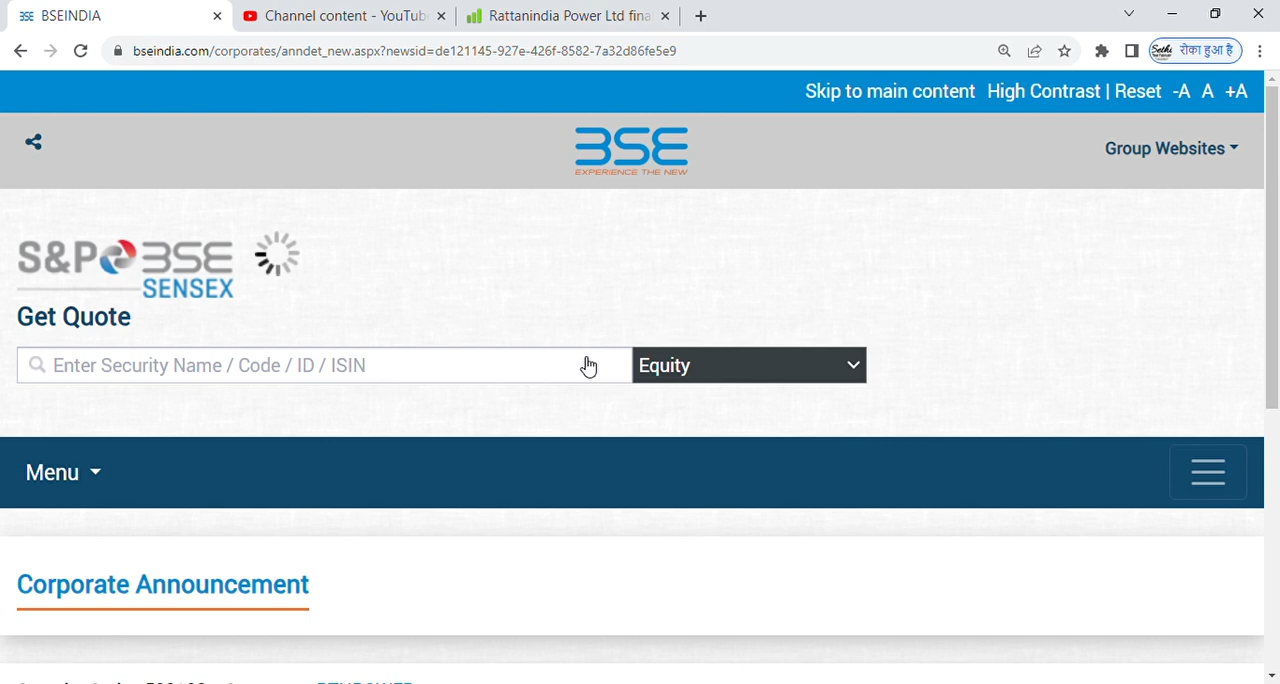 BSEINDIA
Channel content - YouTub
Rattanindia Power Ltd fina
bseindia.com/corporates/anndet_new.aspx?newsid=de121145-927e-426f-8582-7a32d86fe5e9
Sethi
रोका हुआ है
Skip to main content High Contrast | Reset -A A +A
BSE
EXPERIENCE THE NEW
Group Websites
S&P BSE
SENSEX
Get Quote
Enter Security Name / Code / ID / ISIN
Equity
Menu
Corporate Announcement